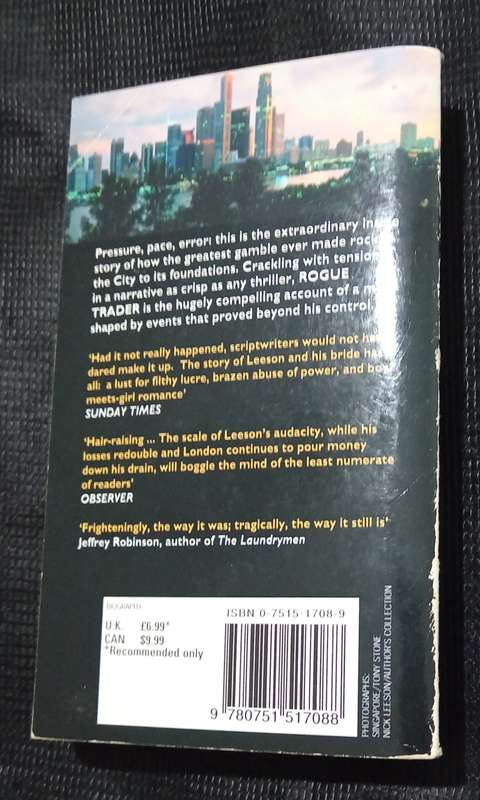 Pressure, pace, error: this is the extraordinary inside
story of how the greatest gamble ever made rocked
the City to its foundations. Crackling with tension
in a narrative as crisp as any thriller, ROGUE
TRADER is the hugely compelling account of a
shaped by events that proved beyond his control.
'Had it not really happened, scriptwriters would not have
dared make it up. The story of Leeson and his bride has
all: a lust for filthy lucre, brazen abuse of power, and boy
meets-girl romance'
SUNDAY TIMES
'Hair-raising ... The scale of Leeson's audacity, while his
losses redouble and London continues to pour money
down his drain, will boggle the mind of the least numerate
of readers'
OBSERVER
'Frighteningly, the way it was; tragically, the way it still is'
Jeffrey Robinson, author of The Laundrymen
BIOGRAPHY
U.K. £6.99*
CAN $9.99
*Recommended only
ISBN 0-7515-1708-9
9 780751 517088
PHOTOGRAPHS:
SINGAPORE/TONY STONE
NICK LEESON/AUTHOR'S COLLECTION